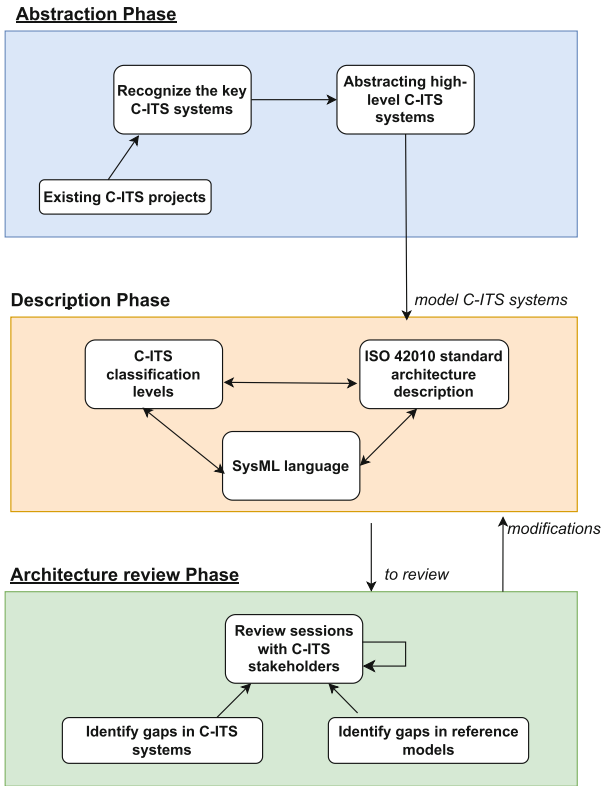 Abstraction Phase
Recognize the key
C-ITS systems
Abstracting high-
level C-ITS
systems
Existing C-ITS projects
model C-ITS systems
Description Phase
C-ITS
classification
levels
ISO 42010 standard
architecture
description
SysML language
modifications
to review
Architecture review Phase
Review sessions
with C-ITS
stakeholders
Identify gaps in C-ITS
systems
Identify gaps in reference
models